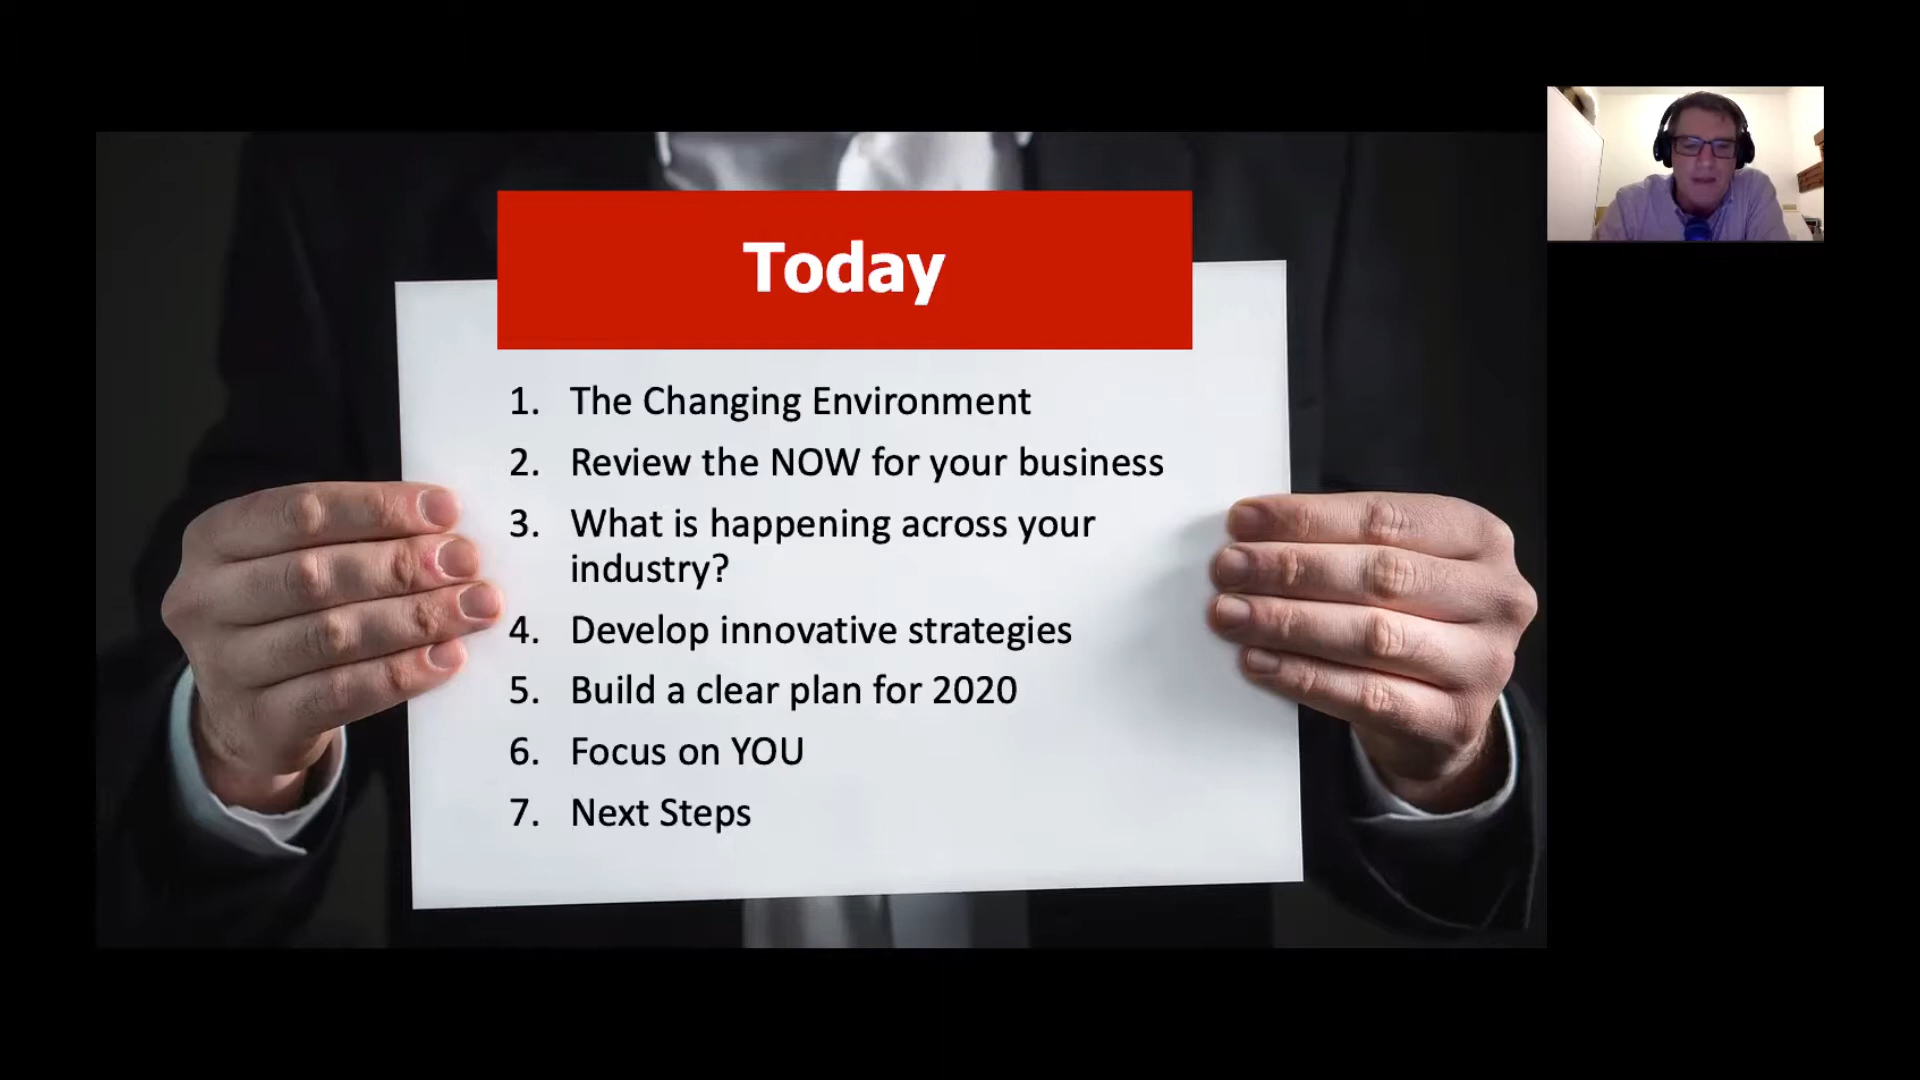 Today
1. The Changing Environment
2. Review the NOW for your business
3. What is happening across your
industry?
4. Develop innovative strategies
5. Build a clear plan for 2020
6. Focus on YOU
7. Next Steps